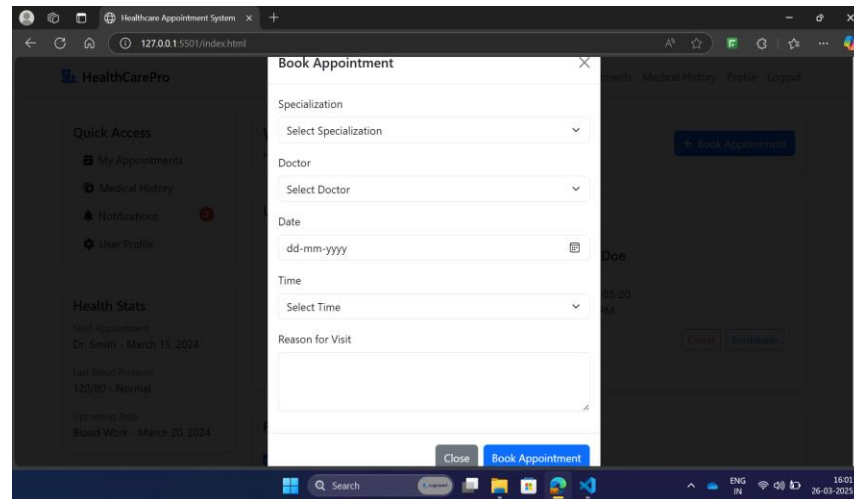 Healthcare Appointment System
127.0.0.1:5501/index.html
HealthCarePro
Medical History Profile Logout
Quick Access
My Appointments
Medical History
Notifications 3
User Profile
Health Stats
Next Appointment
Dr. Smith - March 15, 2024
Last Blood Pressure
120/80 - Normal
Upcoming Tests
Blood Work - March 20, 2024
Book Appointment
Specialization
Select Specialization
Doctor
Select Doctor
Date
dd-mm-yyyy
Time
Select Time
Reason for Visit
Close Book Appointment
+ Book Appointment
Doe
03-20
PM
Cancel Reschedule
Search
ENG
IN
16:01
26-03-2025